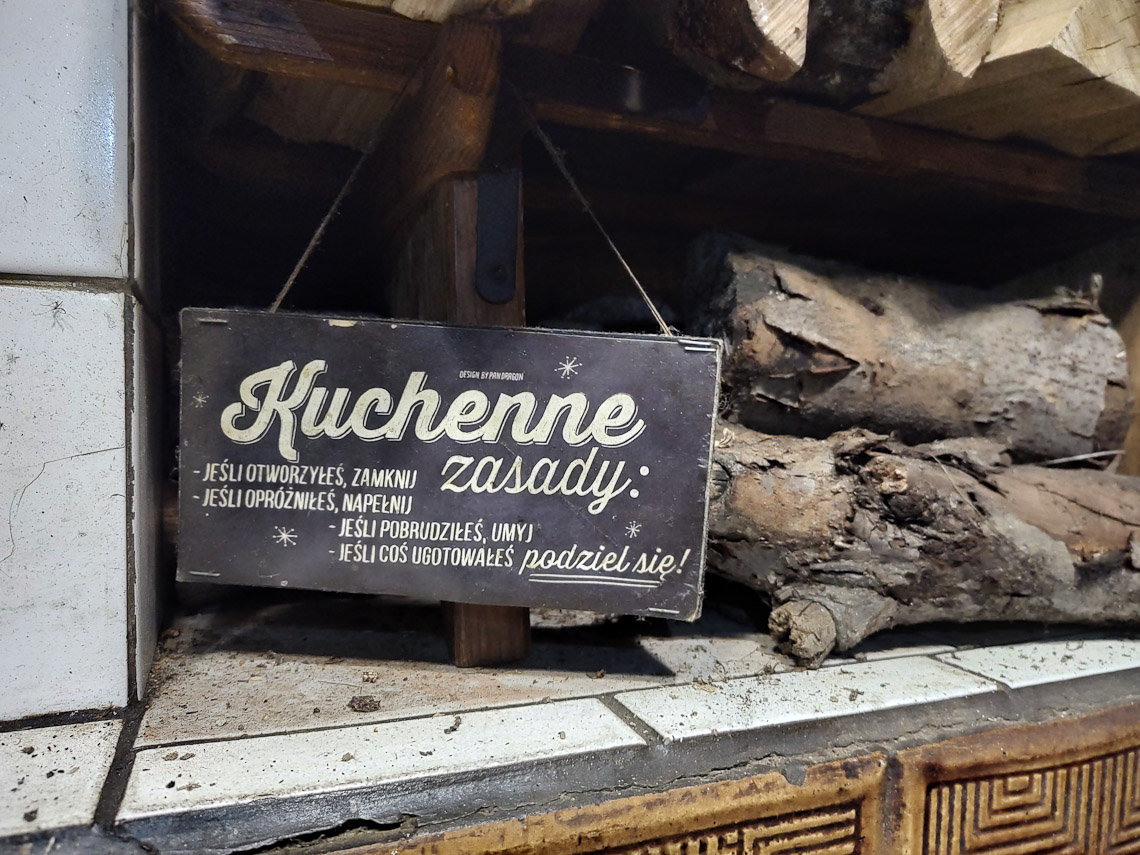 DESIGN BY PAN DRAGON
Kuchenne
zasady:
- JEŚLI OTWORZYŁEŚ, ZAMKNIJ
- JEŚLI OPRÓŻNIŁEŚ, NAPEŁNIJ
- JEŚLI POBRUDZIŁEŚ, UMYJ
- JEŚLI COŚ UGOTOWAŁEŚ podziel się!